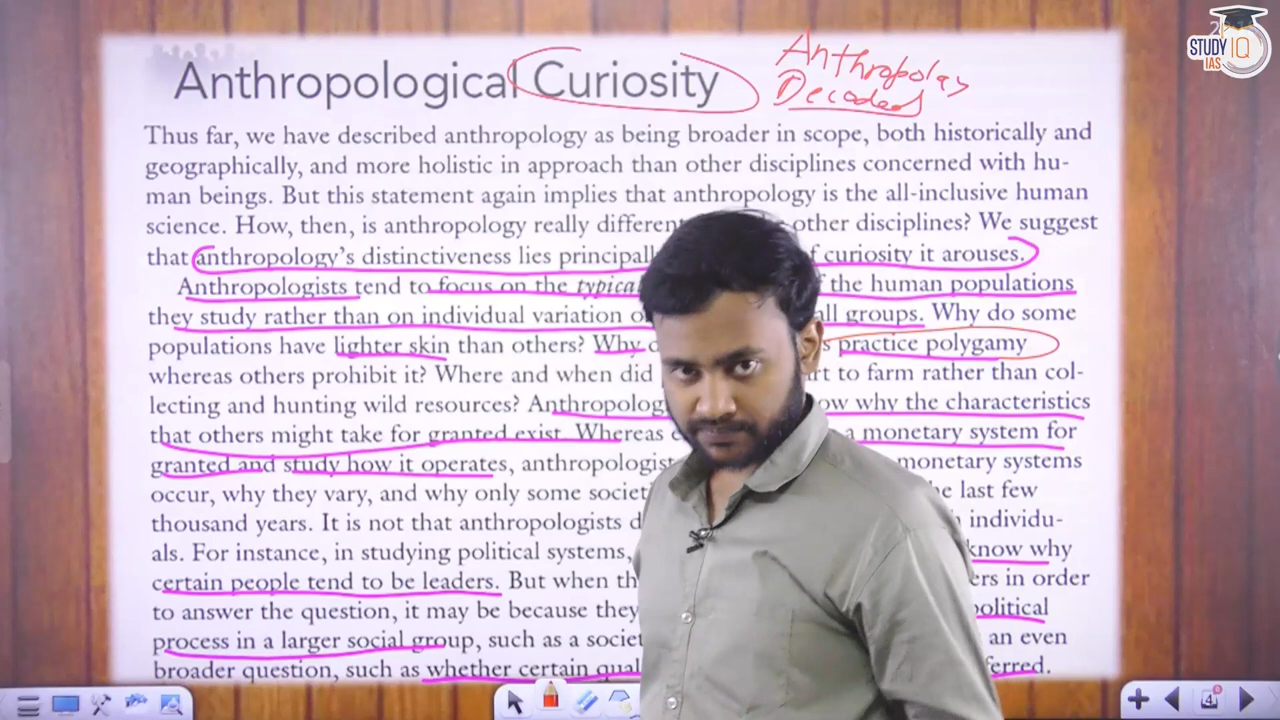 STUDY IQ
IAS
Anthropological Curiosity
Anthropology
Decoded
Thus far, we have described anthropology as being broader in scope, both historically and
geographically, and more holistic in approach than other disciplines concerned with hu-
man beings. But this statement again implies that anthropology is the all-inclusive human
science. How, then, is anthropology really different other disciplines? We suggest
that anthropology's distinctiveness lies principally of curiosity it arouses.
Anthropologists tend to focus on the typical the human populations
they study rather than on individual variation small groups. Why do some
populations have lighter skin than others? Why practice polygamy
whereas others prohibit it? Where and when did to farm rather than col-
lecting and hunting wild resources? Anthropolog why the characteristics
that others might take for granted exist. Whereas a monetary system for
granted and study how it operates, anthropologist monetary systems
occur, why they vary, and why only some societ the last few
thousand years. It is not that anthropologists individu-
als. For instance, in studying political systems, know why
certain people tend to be leaders. But when th in order
to answer the question, it may be because they political
process in a larger social group, such as a societ an even
broader question, such as whether certain qual ferred.
4